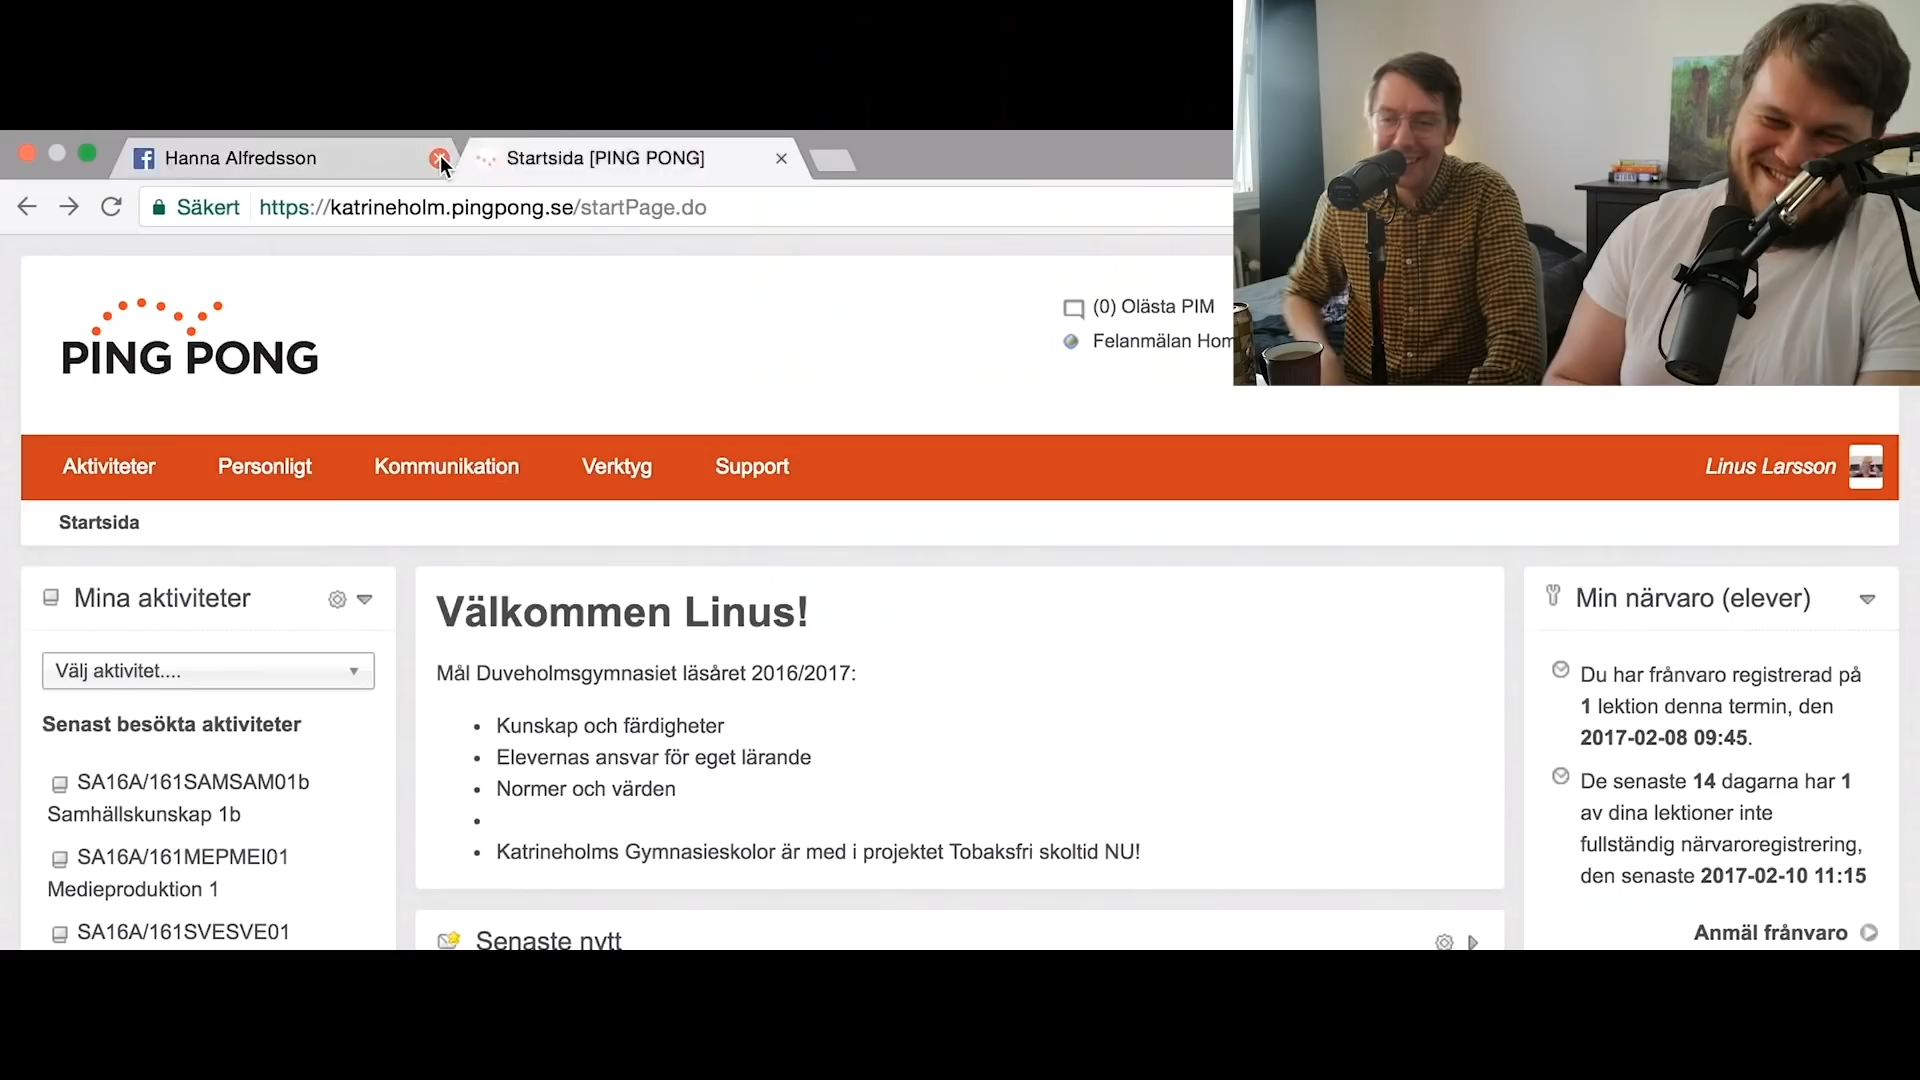 Hanna Alfredsson
Startsida [PING PONG]
Säkert
https://katrineholm.pingpong.se/startPage.do
PING PONG
(0) Olästa PIM
Felanmälan Hom
Aktiviteter
Personligt
Kommunikation
Verktyg
Support
Linus Larsson
Startsida
Mina aktiviteter
Välj aktivitet....
Senast besökta aktiviteter
SA16A/161SAMSAM01b
Samhällskunskap 1b
SA16A/161MEPMEI01
Medieproduktion 1
SA16A/161SVESVE01
Välkommen Linus!
Mål Duveholmsgymnasiet läsåret 2016/2017:
Kunskap och färdigheter
Elevernas ansvar för eget lärande
Normer och värden
Katrineholms Gymnasieskolor är med i projektet Tobaksfri skoltid NU!
Senaste nytt
Min närvaro (elever)
Du har frånvaro registrerad på
1 lektion denna termin, den
2017-02-08 09:45.
De senaste 14 dagarna har 1
av dina lektioner inte
fullständig närvaroregistrering,
den senaste 2017-02-10 11:15
Anmäl frånvaro